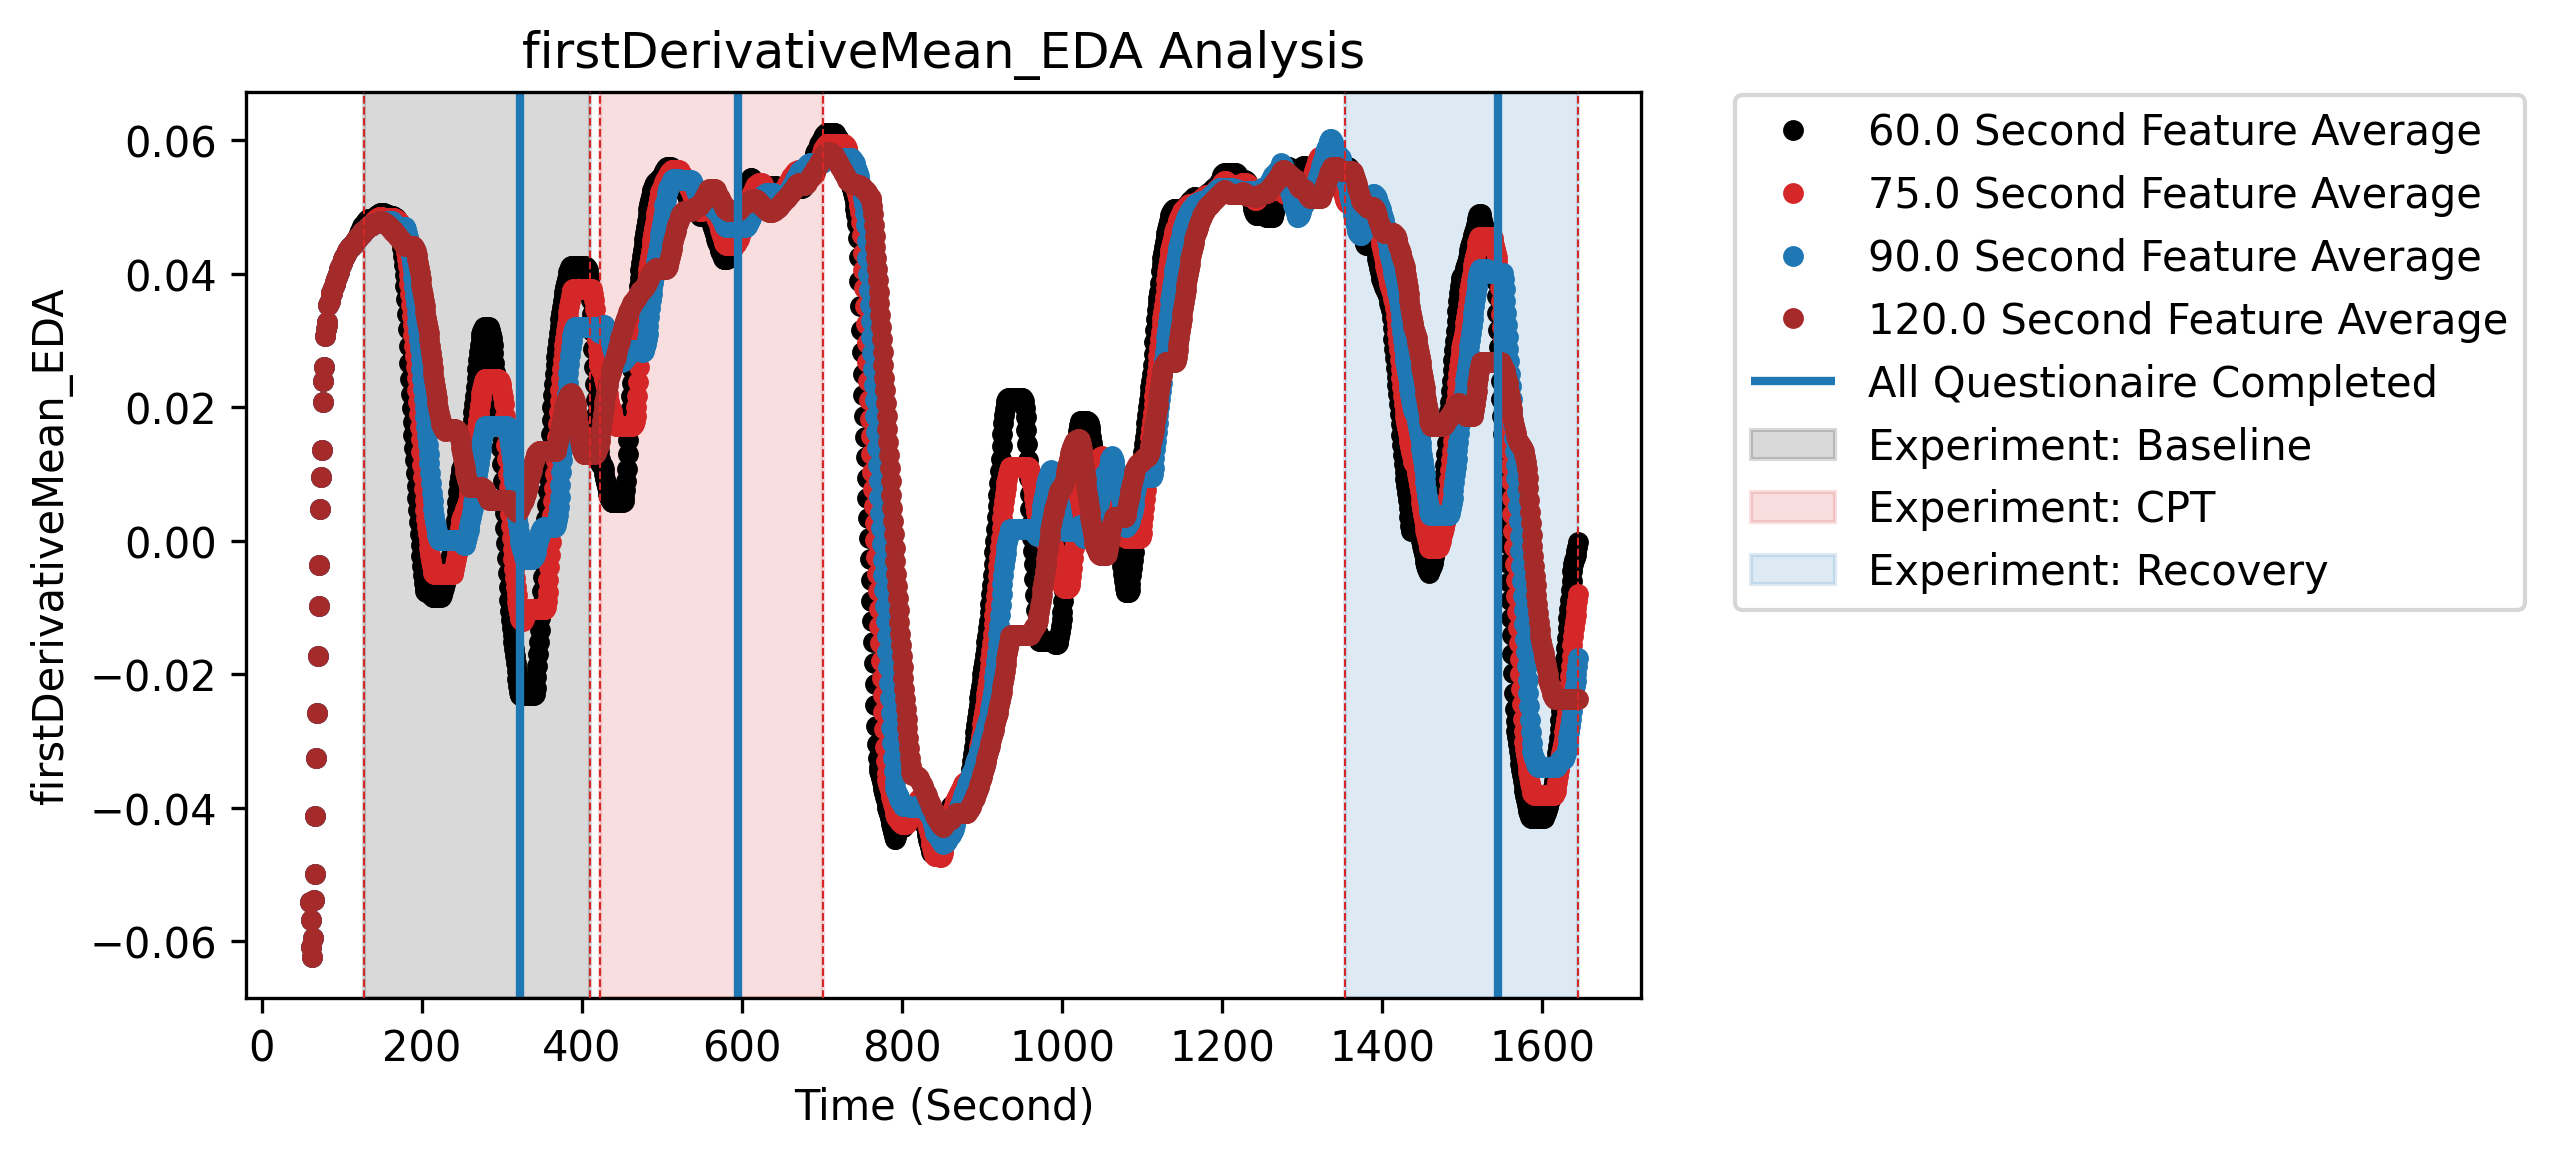 firstDerivativeMean_EDA Analysis
firstDerivativeMean_EDA
0.06
0.04
0.02
0.00
−0.02
−0.04
−0.06
0 200 400 600 800 1000 1200 1400 1600
Time (Second)
60.0 Second Feature Average
75.0 Second Feature Average
90.0 Second Feature Average
120.0 Second Feature Average
All Questionaire Completed
Experiment: Baseline
Experiment: CPT
Experiment: Recovery